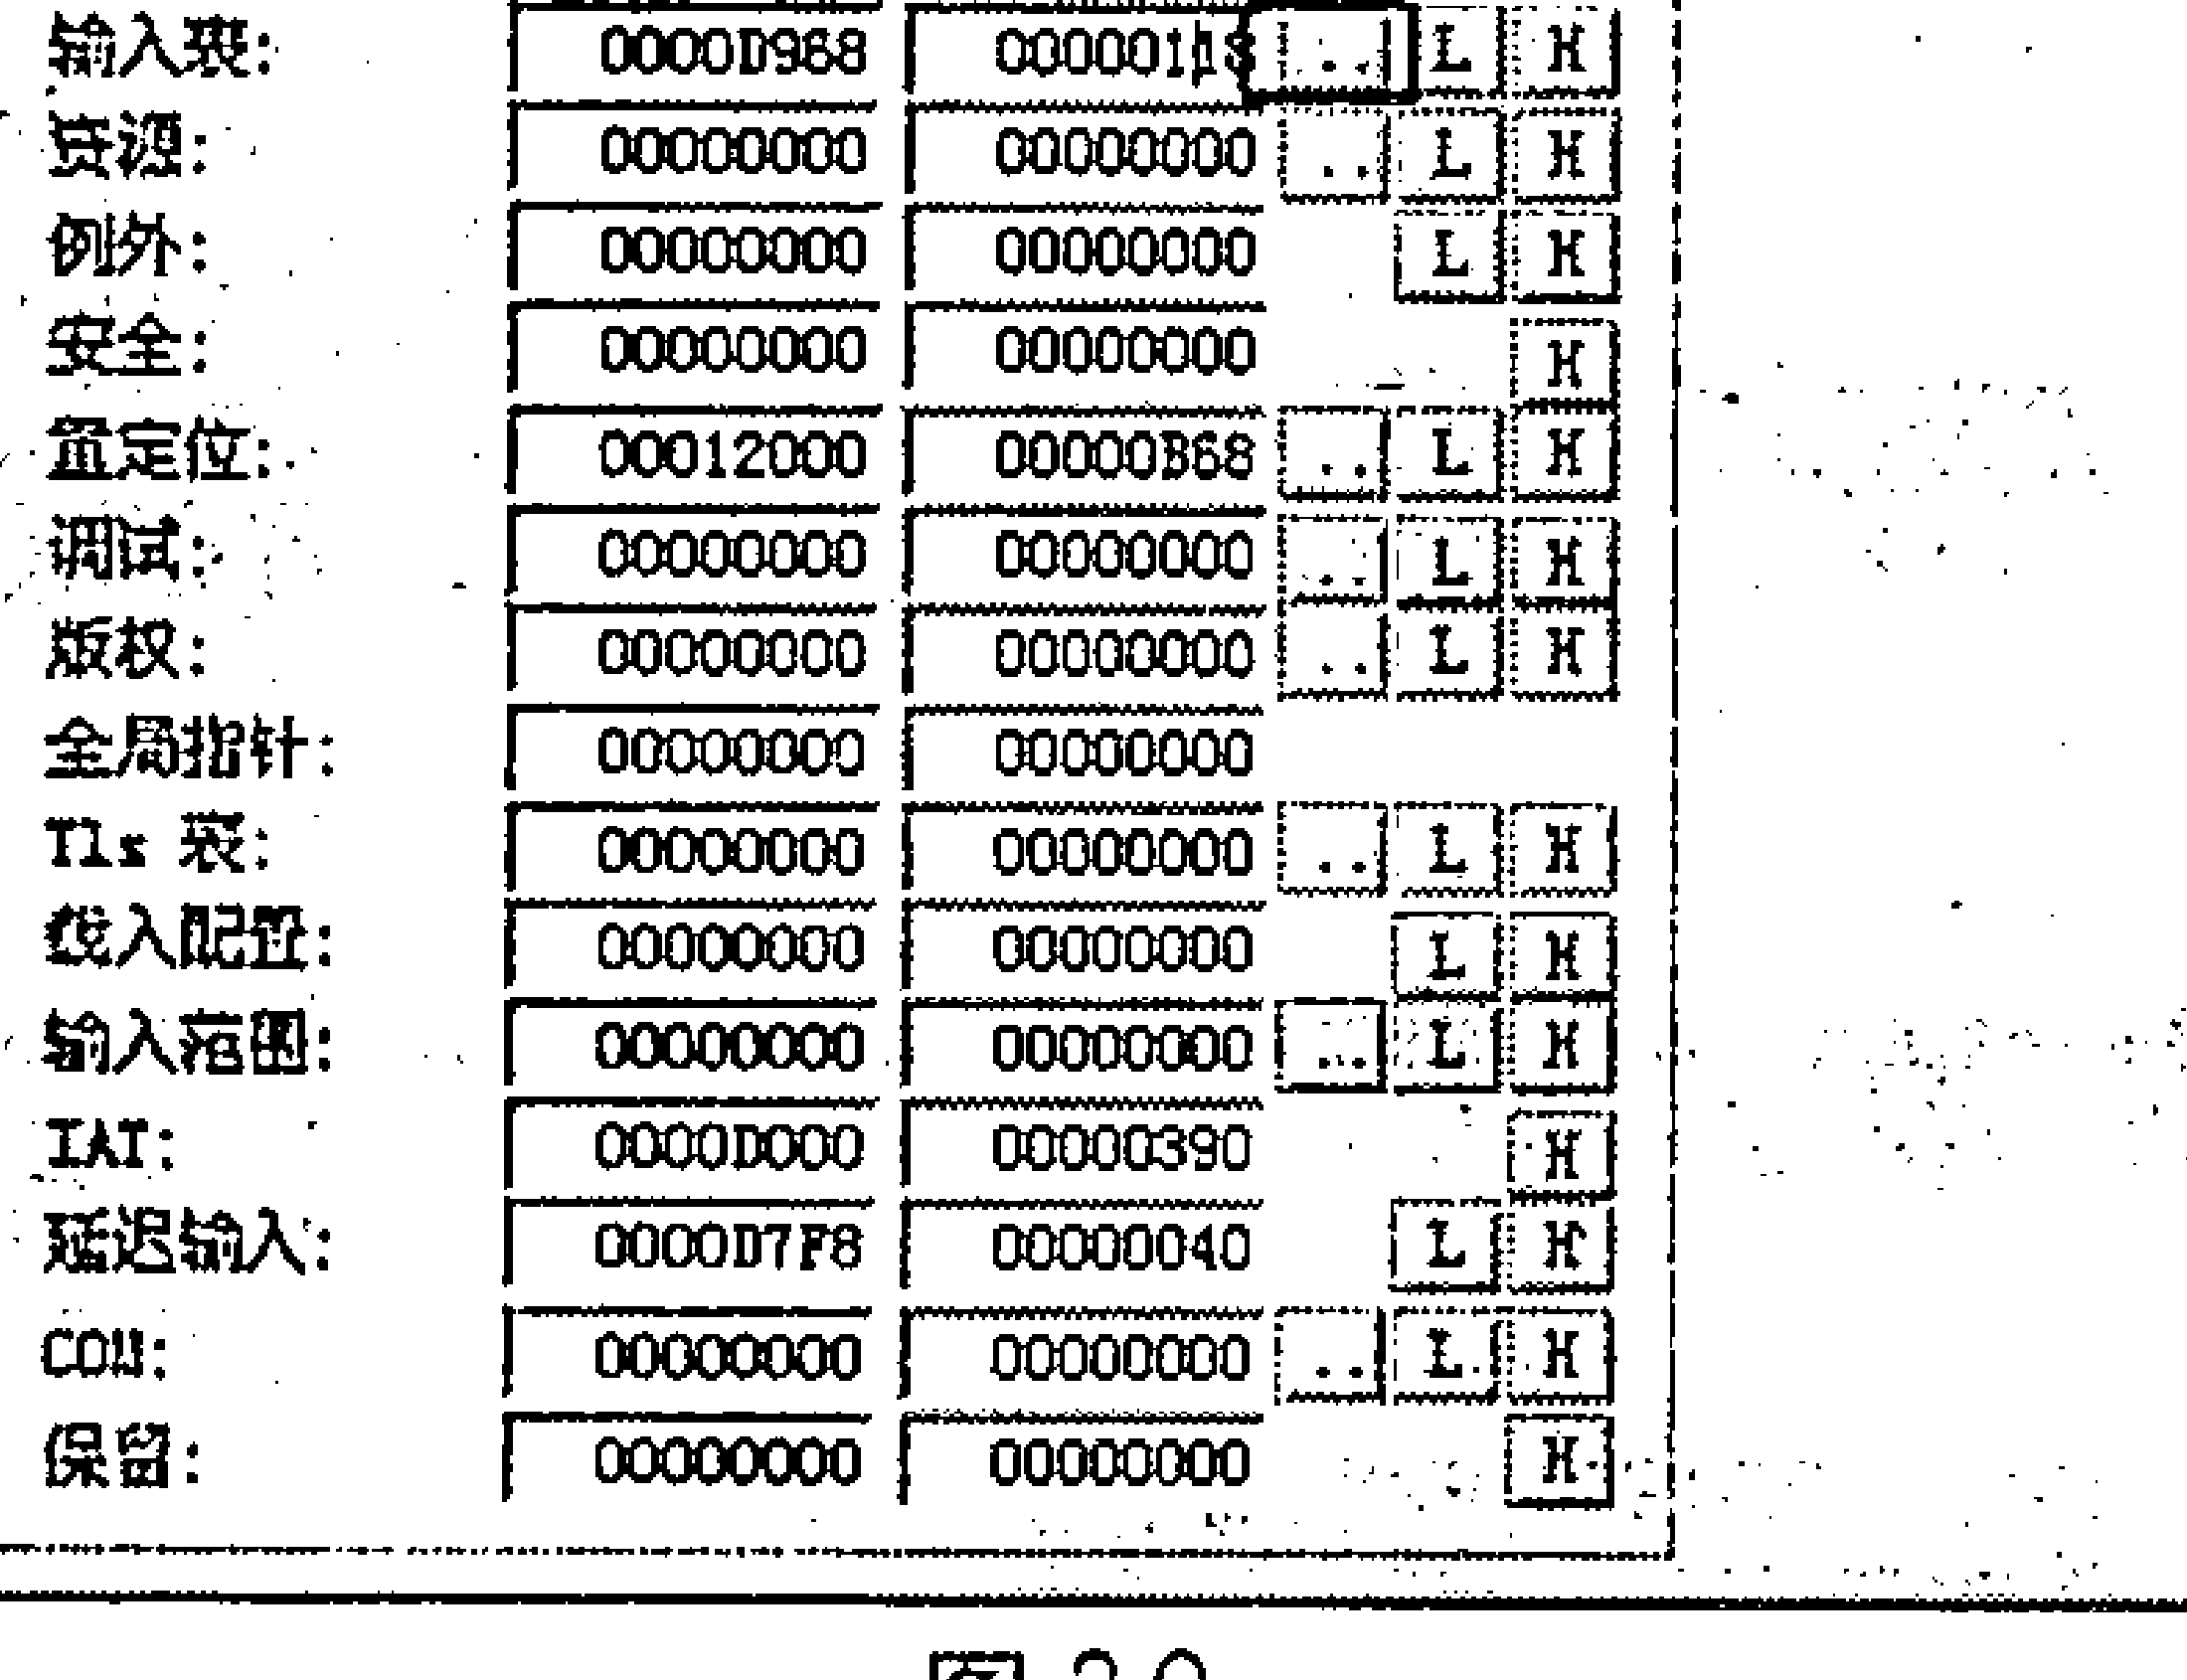 输入表: 0000D968 00000118 .. L H
资源: 00000000 00000000 .. L H
例外: 00000000 00000000 L H
安全: 00000000 00000000 H
重定位: 00012000 00000B68 .. L H
调试: 00000000 00000000 .. L H
版权: 00000000 00000000 .. L H
全局指针: 00000000 00000000
Tls 表: 00000000 00000000 .. L H
载入配置: 00000000 00000000 L H
输入范围: 00000000 00000000 .. L H
IAT: 0000D000 00000390 H
延迟输入: 0000D7F8 00000040 L H
COM: 00000000 00000000 .. L H
保留: 00000000 00000000 H